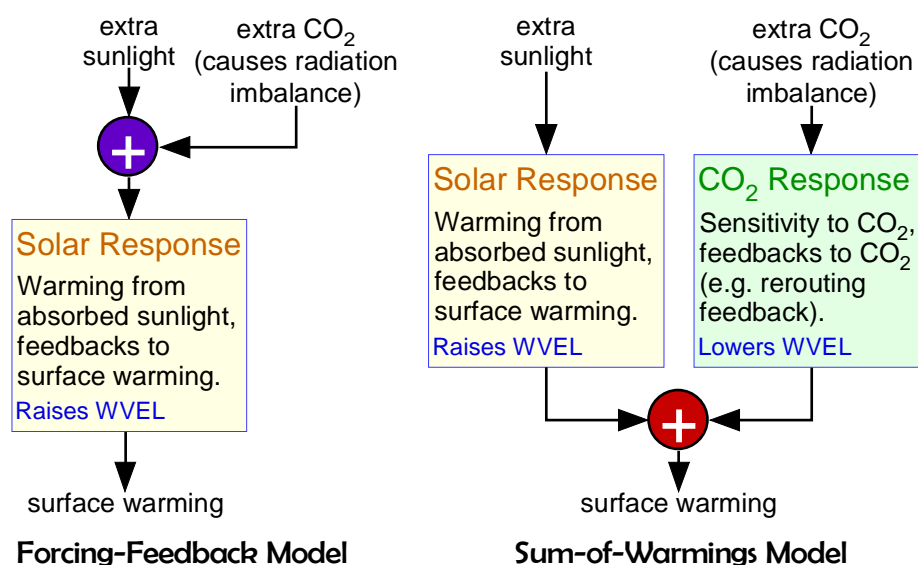 extra
sunlight
extra CO₂
(causes radiation
imbalance)
+
Solar Response
Warming from
absorbed sunlight,
feedbacks to
surface warming.
Raises WVEL
surface warming
Forcing-Feedback Model
extra
sunlight
extra CO₂
(causes radiation
imbalance)
Solar Response
Warming from
absorbed sunlight,
feedbacks to
surface warming.
Raises WVEL
CO₂ Response
Sensitivity to CO₂,
feedbacks to CO₂
(e.g. rerouting
feedback).
Lowers WVEL
+
surface warming
Sum-of-Warmings Model